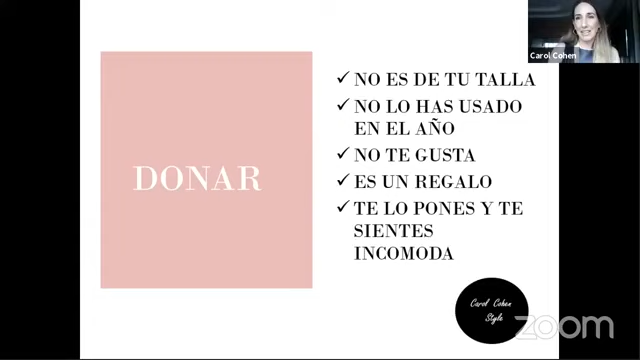 Carol Cohen
DONAR
✓ NO ES DE TU TALLA
✓ NO LO HAS USADO
EN EL AÑO
✓ NO TE GUSTA
✓ ES UN REGALO
✓ TE LO PONES Y TE
SIENTES
INCOMODA
Carol Cohen
Style
zoom